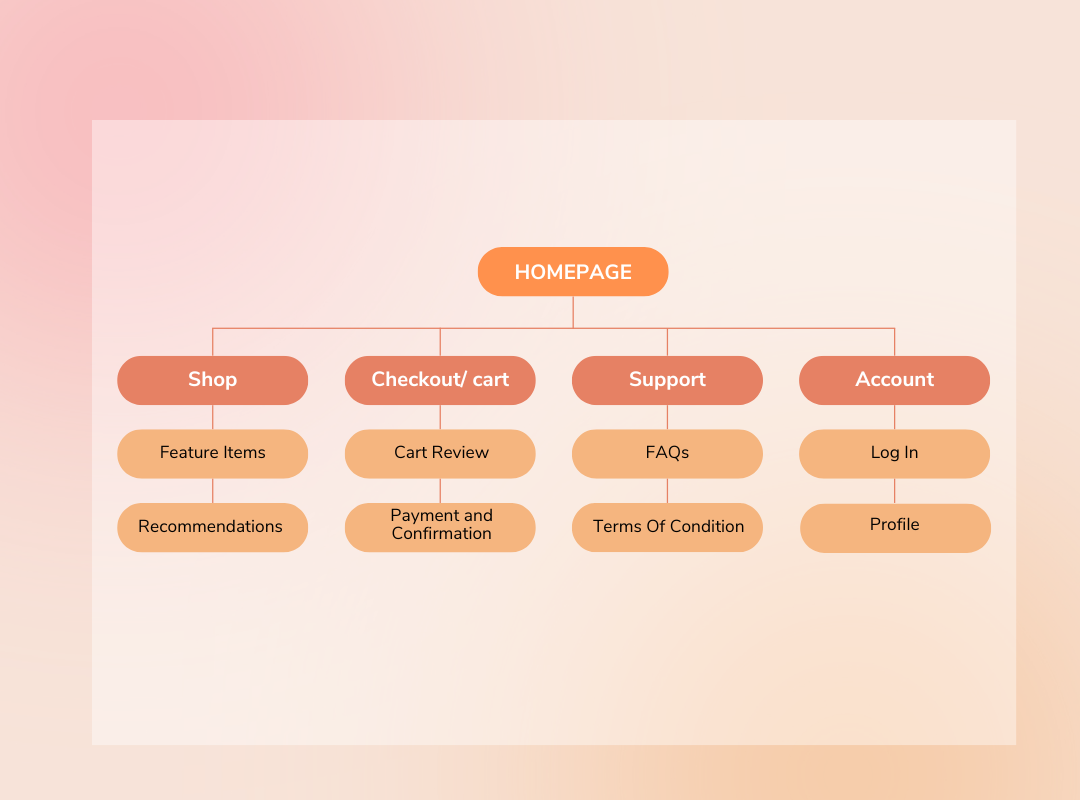 HOMEPAGE
Shop
Checkout/ cart
Support
Account
Feature Items
Cart Review
FAQs
Log In
Recommendations
Payment and
Confirmation
Terms Of Condition
Profile